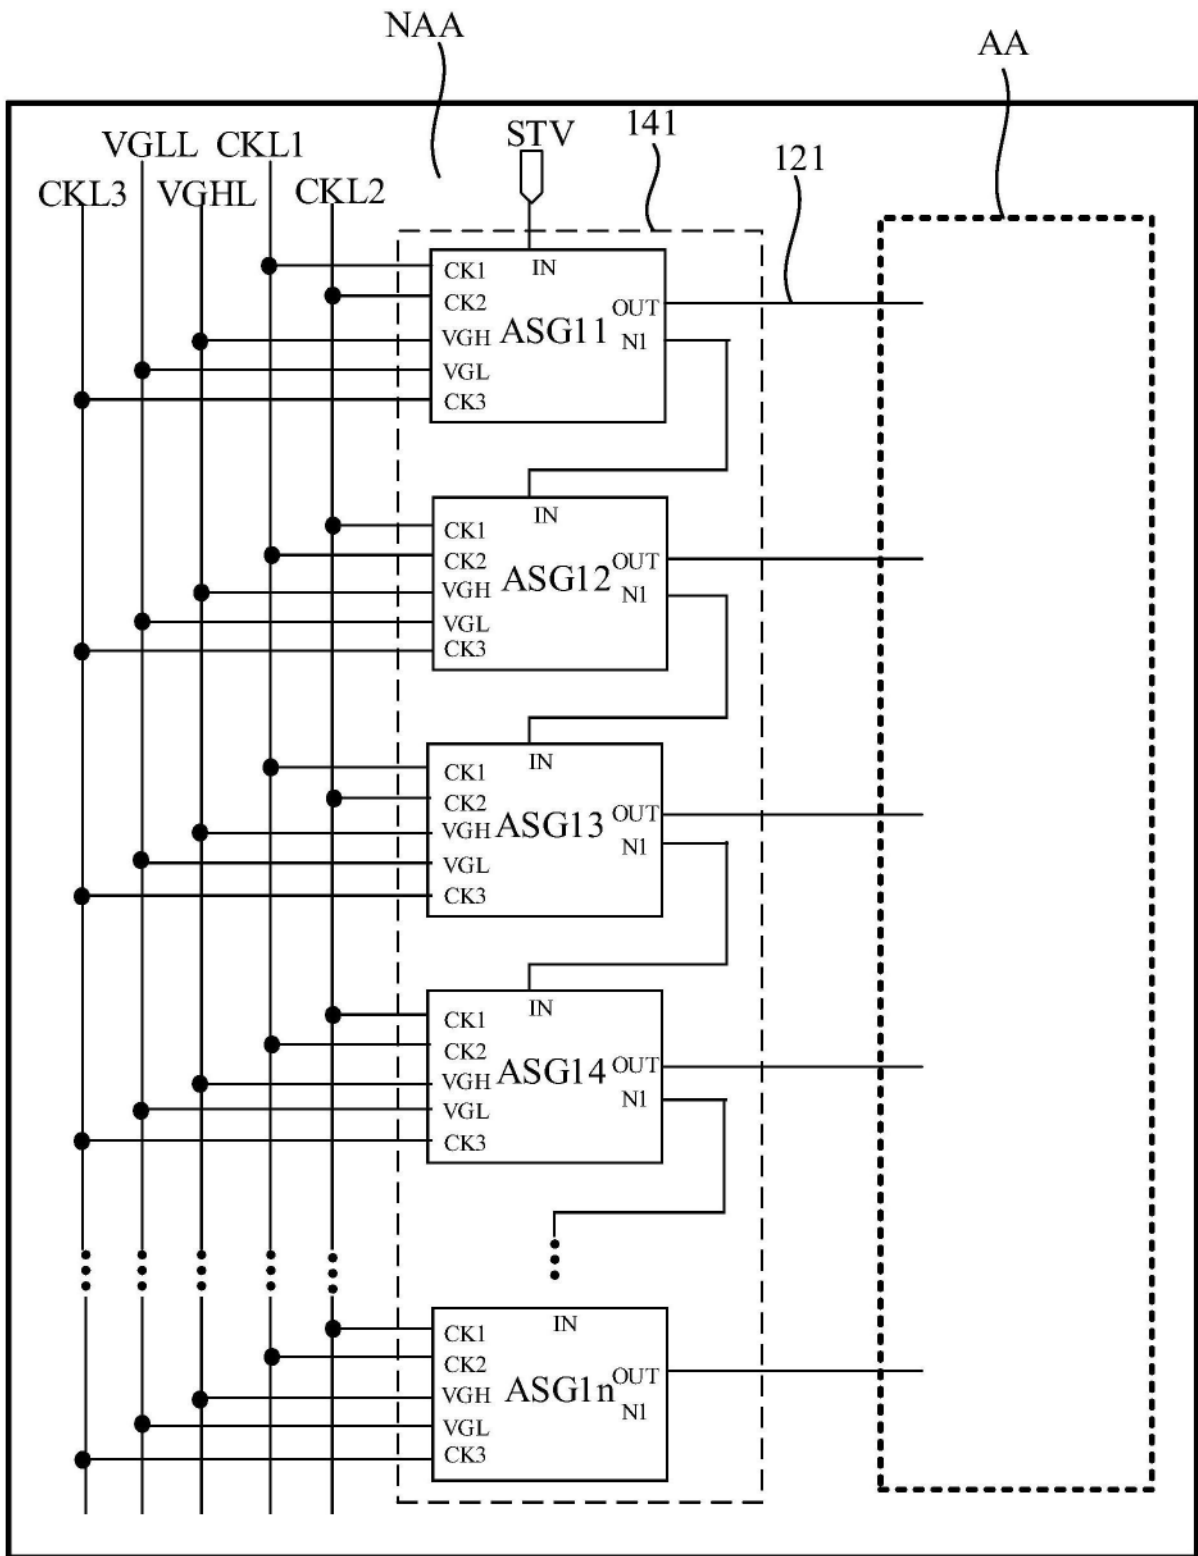 NAA
AA
VGLL
CKL1
STV
141
121
CKL3
VGHL
CKL2
CK1
IN
CK2
OUT
VGH
ASG11
N1
VGL
CK3
CK1
IN
CK2
OUT
VGH
ASG12
N1
VGL
CK3
CK1
IN
CK2
OUT
VGH
ASG13
N1
VGL
CK3
CK1
IN
CK2
OUT
VGH
ASG14
N1
VGL
CK3
CK1
IN
CK2
OUT
VGH
ASG1n
N1
VGL
CK3